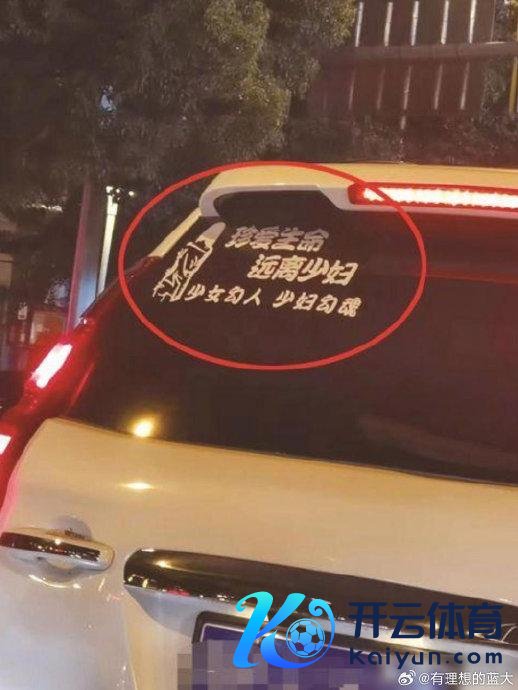 珍爱生命
远离少妇
少女勾人 少妇勾魂
开云体育
Kaiyun.com
@有理想的蓝大